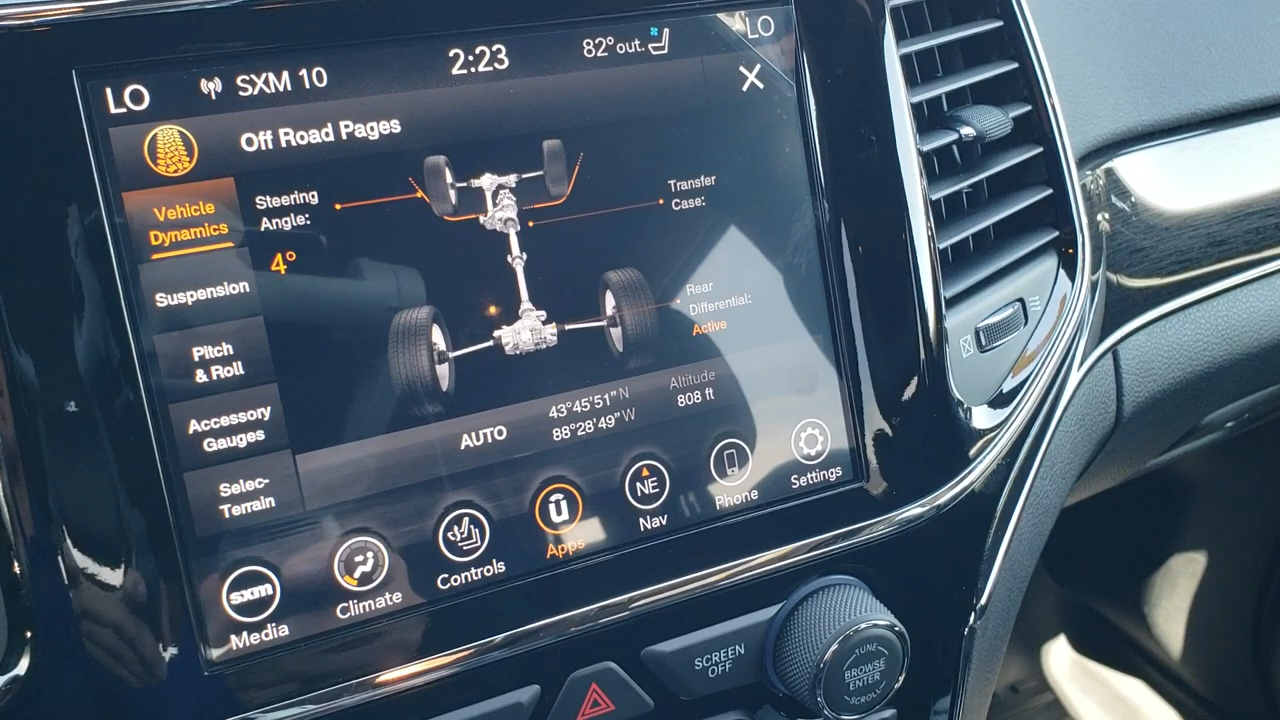 LO
SXM 10
2:23
82° out.
LO
Off Road Pages
Vehicle
Dynamics
Suspension
Pitch
& Roll
Accessory
Gauges
Selec-
Terrain
Steering
Angle:
4°
Transfer
Case:
Rear
Differential:
Active
AUTO
43°45'51" N
88°28'49" W
Altitude
808 ft
sxm
Media
Climate
Controls
ū
Apps
NE
Nav
Phone
Settings
SCREEN
OFF
TUNE
BROWSE
ENTER
SCROLL